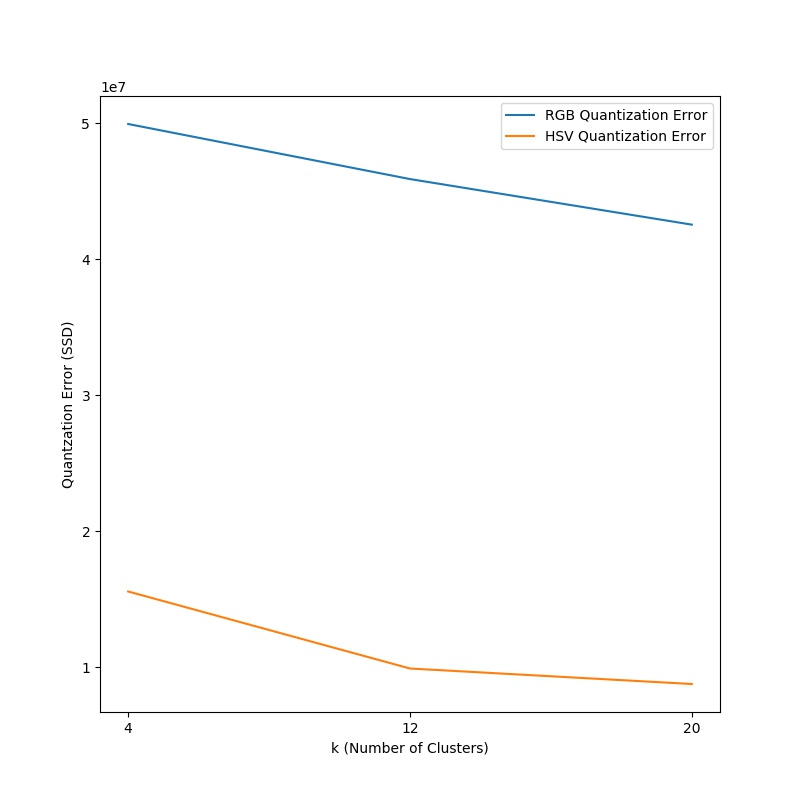 1e7
RGB Quantization Error
HSV Quantization Error
5
4
3
2
1
Quantzation Error (SSD)
4 12 20
k (Number of Clusters)